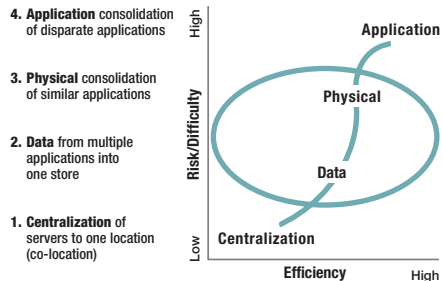 4. Application consolidation
of disparate applications
3. Physical consolidation
of similar applications
2. Data from multiple
applications into
one store
1. Centralization of
servers to one location
(co-location)
High
Risk/Difficulty
Low
Application
Physical
Data
Centralization
Efficiency
High